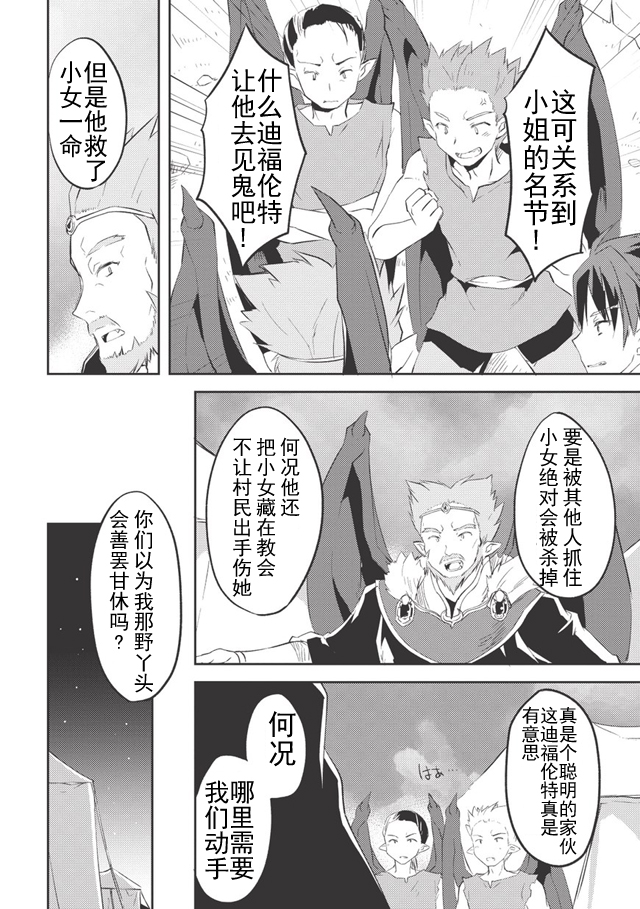 这可关系到
小姐的名节！
什么迪福伦特
让他去见鬼吧！
但是他救了
小女一命
要是被其他人抓住
小女绝对会被杀掉
何况他还
把小女藏在教会
不让村民出手伤她
真是个聪明的家伙
这迪福伦特真是
有意思
はぁ…
何况
哪里需要
我们动手
你们以为我那野丫头
会善罢甘休吗？